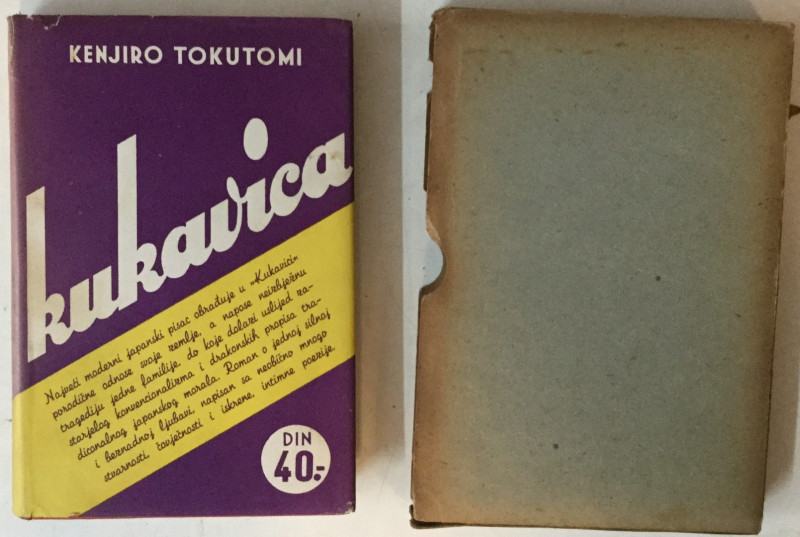 KENJIRO TOKUTOMI
kukavica
Najveći moderni japanski pisac obrađuje u »Kukavici«
porodične odnose svoje zemlje, a napose neizbježnu
tragediju jedne familije, do koje dolazi uslijed za-
starjelog konvencionalizma i drakonskih propisa tra-
dicionalnog japanskog morala. Roman o jednoj silnoj
i beznadnoj ljubavi, napisan sa neobično mnogo
stvarnosti, čovječnosti i iskrene, intimne poezije.
DIN
40.-